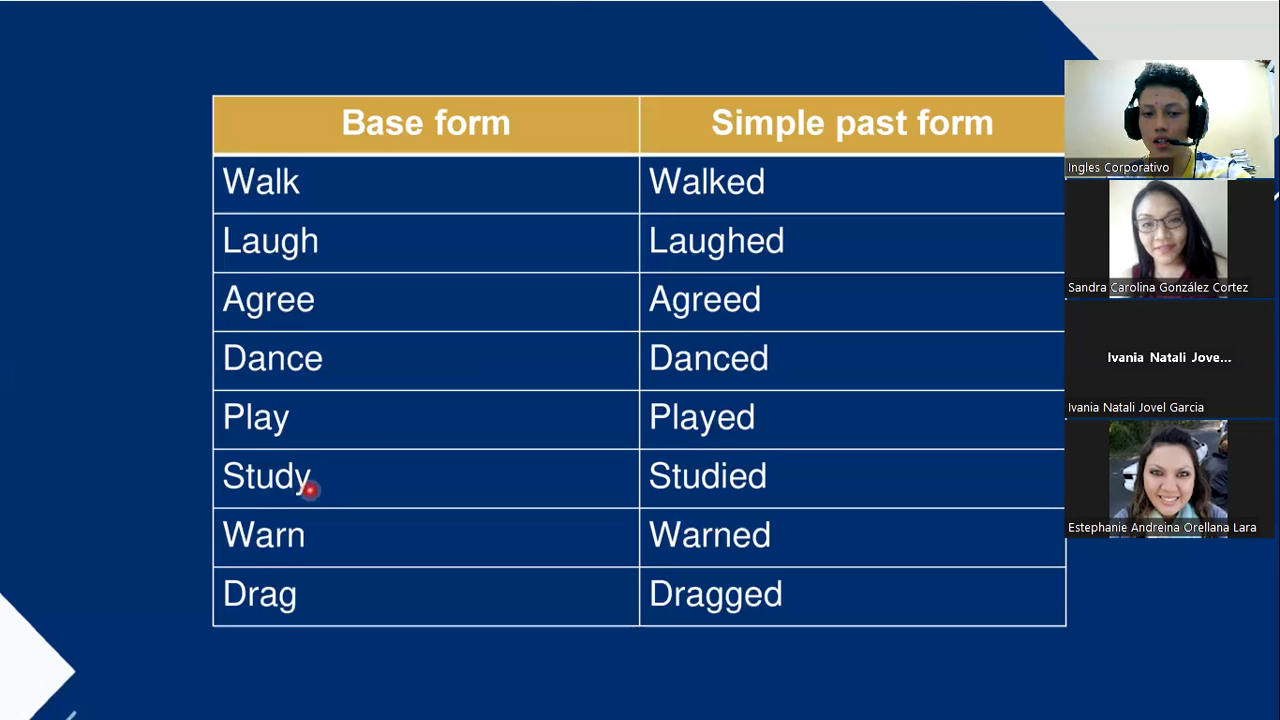 Base form Simple past form
Walk Walked
Laugh Laughed
Agree Agreed
Dance Danced
Play Played
Study Studied
Warn Warned
Drag Dragged
Ingles Corporativo
Sandra Carolina González Cortez
Ivania Natali Jove...
Ivania Natali Jovel Garcia
Estephanie Andreina Orellana Lara